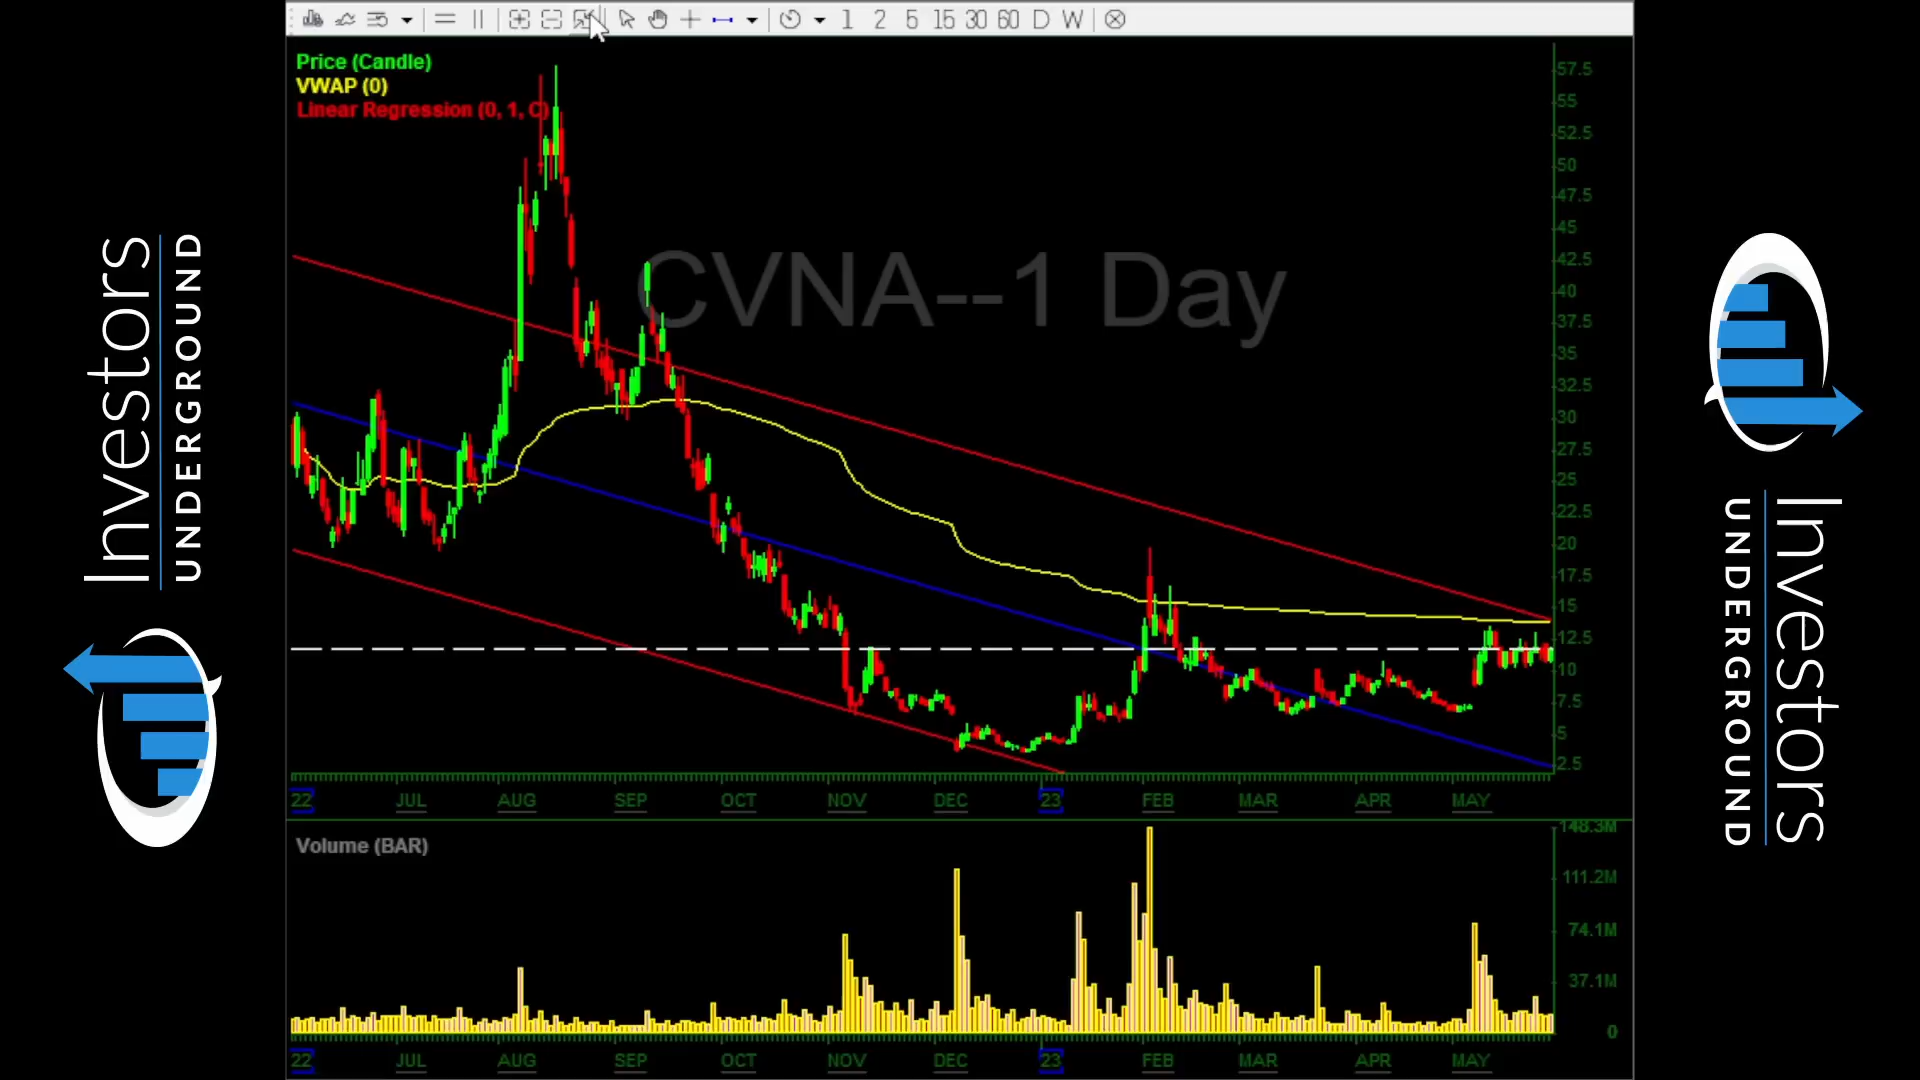 1 2 5 15 30 60 D W
Price (Candle)
VWAP (0)
Linear Regression (0, 1, C)
CVNA--1 Day
57.5
55
52.5
50
47.5
45
42.5
40
37.5
35
32.5
30
27.5
25
22.5
20
17.5
15
12.5
10
7.5
5
2.5
22 JUL AUG SEP OCT NOV DEC 23 FEB MAR APR MAY
Volume (BAR)
148.3M
111.2M
74.1M
37.1M
0
22 JUL AUG SEP OCT NOV DEC 23 FEB MAR APR MAY
Investors
UNDERGROUND
Investors
UNDERGROUND